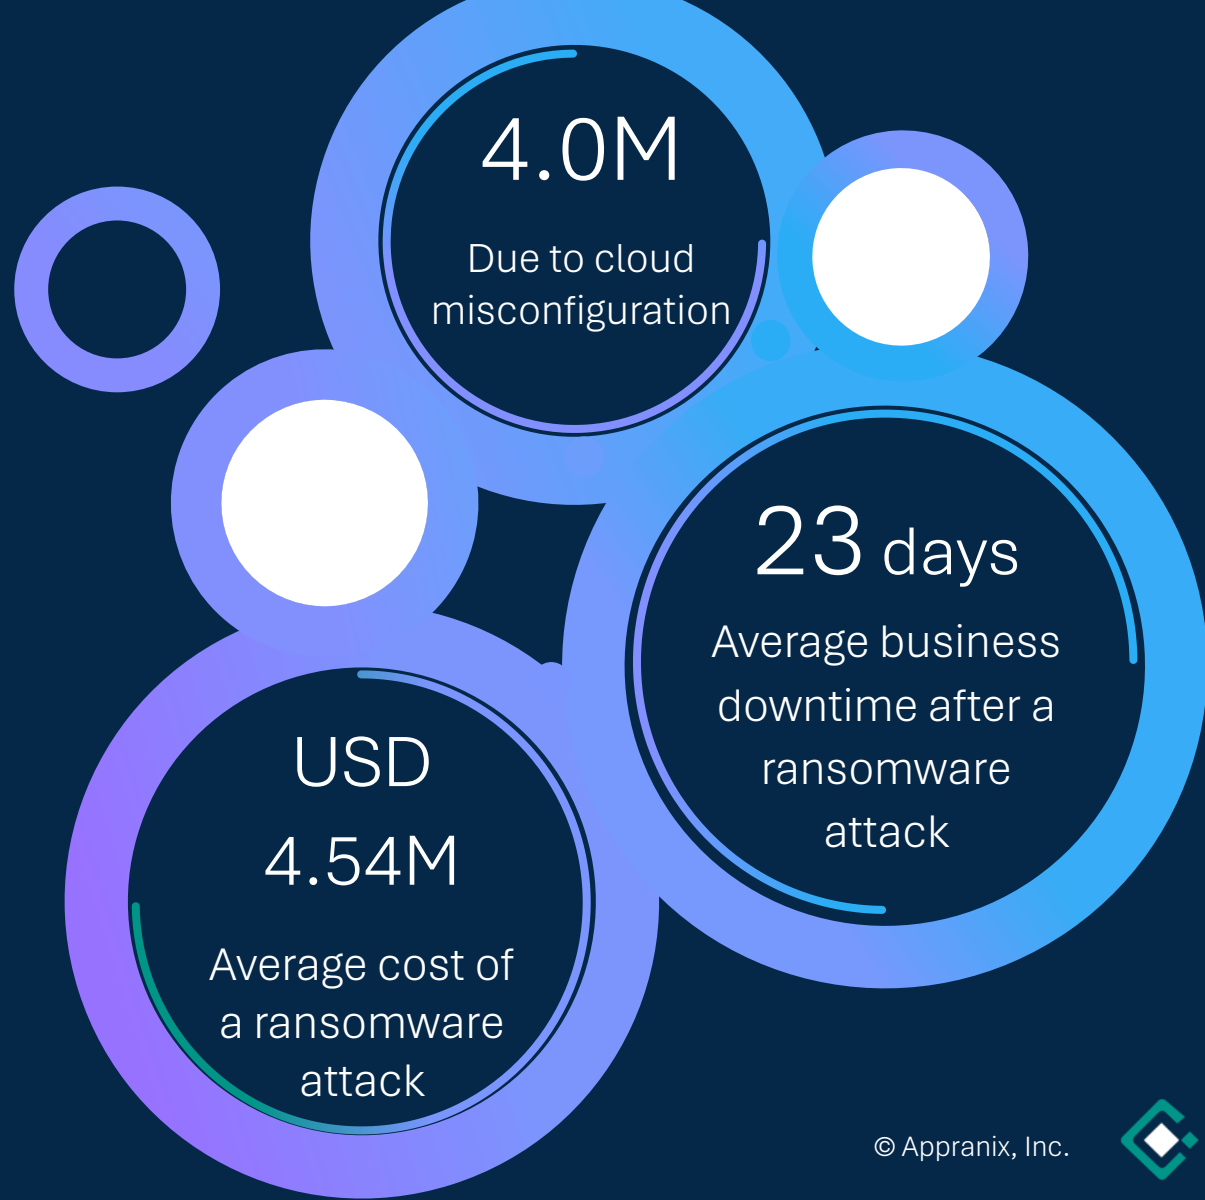 4.0M
Due to cloud
misconfiguration
23 days
Average business
downtime after a
ransomware
attack
USD
4.54M
Average cost of
a ransomware
attack
© Appranix, Inc.